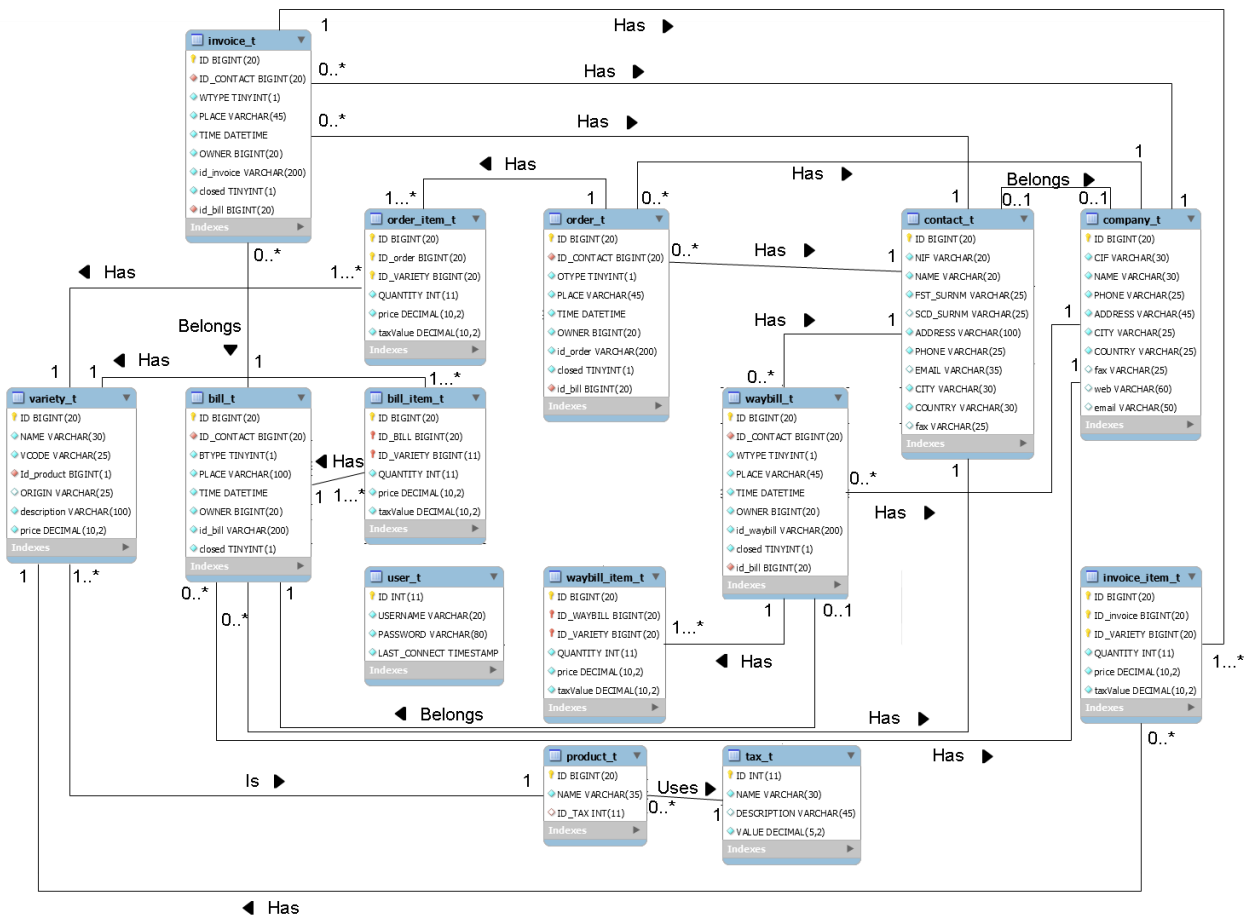 1
Has
invoice_t
ID BIGINT(20)
ID_CONTACT BIGINT(20)
WTYPE TINYINT(1)
PLACE VARCHAR(45)
TIME DATETIME
OWNER BIGINT(20)
id_invoice VARCHAR(200)
closed TINYINT(1)
id_bill BIGINT(20)
Indexes
0..*
Has
0..*
Has
Has
1...*
1
Has
0..*
1
Belongs
0..1
0..1
1
1
order_item_t
ID BIGINT(20)
ID_order BIGINT(20)
ID_VARIETY BIGINT(20)
QUANTITY INT(11)
price DECIMAL(10,2)
taxValue DECIMAL(10,2)
Indexes
order_t
ID BIGINT(20)
ID_CONTACT BIGINT(20)
OTYPE TINYINT(1)
PLACE VARCHAR(45)
TIME DATETIME
OWNER BIGINT(20)
id_order VARCHAR(200)
closed TINYINT(1)
id_bill BIGINT(20)
Indexes
contact_t
ID BIGINT(20)
NIF VARCHAR(20)
NAME VARCHAR(20)
FST_SURNM VARCHAR(25)
SCD_SURNM VARCHAR(25)
ADDRESS VARCHAR(100)
PHONE VARCHAR(25)
EMAIL VARCHAR(35)
CITY VARCHAR(30)
COUNTRY VARCHAR(30)
fax VARCHAR(25)
Indexes
company_t
ID BIGINT(20)
CIF VARCHAR(30)
NAME VARCHAR(30)
PHONE VARCHAR(25)
ADDRESS VARCHAR(45)
CITY VARCHAR(25)
COUNTRY VARCHAR(25)
fax VARCHAR(25)
web VARCHAR(60)
email VARCHAR(50)
Indexes
0..*
Has
1
0..*
Has
1...*
Belongs
1
Has
1
1
1
Has
1
1...*
Has
1
1
0..*
variety_t
ID BIGINT(20)
NAME VARCHAR(30)
VCODE VARCHAR(25)
Id_product BIGINT(1)
ORIGIN VARCHAR(25)
description VARCHAR(100)
price DECIMAL(10,2)
Indexes
bill_t
ID BIGINT(20)
ID_CONTACT BIGINT(20)
BTYPE TINYINT(1)
PLACE VARCHAR(100)
TIME DATETIME
OWNER BIGINT(20)
id_bill VARCHAR(200)
closed TINYINT(1)
Indexes
bill_item_t
ID BIGINT(20)
ID_BILL BIGINT(20)
ID_VARIETY BIGINT(11)
QUANTITY INT(11)
price DECIMAL(10,2)
taxValue DECIMAL(10,2)
Indexes
waybill_t
ID BIGINT(20)
ID_CONTACT BIGINT(20)
WTYPE TINYINT(1)
PLACE VARCHAR(45)
TIME DATETIME
OWNER BIGINT(20)
id_waybill VARCHAR(200)
closed TINYINT(1)
id_bill BIGINT(20)
Indexes
Has
1
1...*
1
0..*
Has
1
1..*
0..*
0..*
1
user_t
ID INT(11)
USERNAME VARCHAR(20)
PASSWORD VARCHAR(80)
LAST_CONNECT TIMESTAMP
Indexes
waybill_item_t
ID BIGINT(20)
ID_WAYBILL BIGINT(20)
ID_VARIETY BIGINT(20)
QUANTITY INT(11)
price DECIMAL(10,2)
taxValue DECIMAL(10,2)
Indexes
1
0..1
1...*
Has
invoice_item_t
ID BIGINT(20)
ID_invoice BIGINT(20)
ID_VARIETY BIGINT(20)
QUANTITY INT(11)
price DECIMAL(10,2)
taxValue DECIMAL(10,2)
Indexes
1...*
Belongs
Has
0..*
Has
Is
1
product_t
ID BIGINT(20)
NAME VARCHAR(35)
ID_TAX INT(11)
Indexes
Uses
0..*
1
tax_t
ID INT(11)
NAME VARCHAR(30)
DESCRIPTION VARCHAR(45)
VALUE DECIMAL(5,2)
Indexes
Has